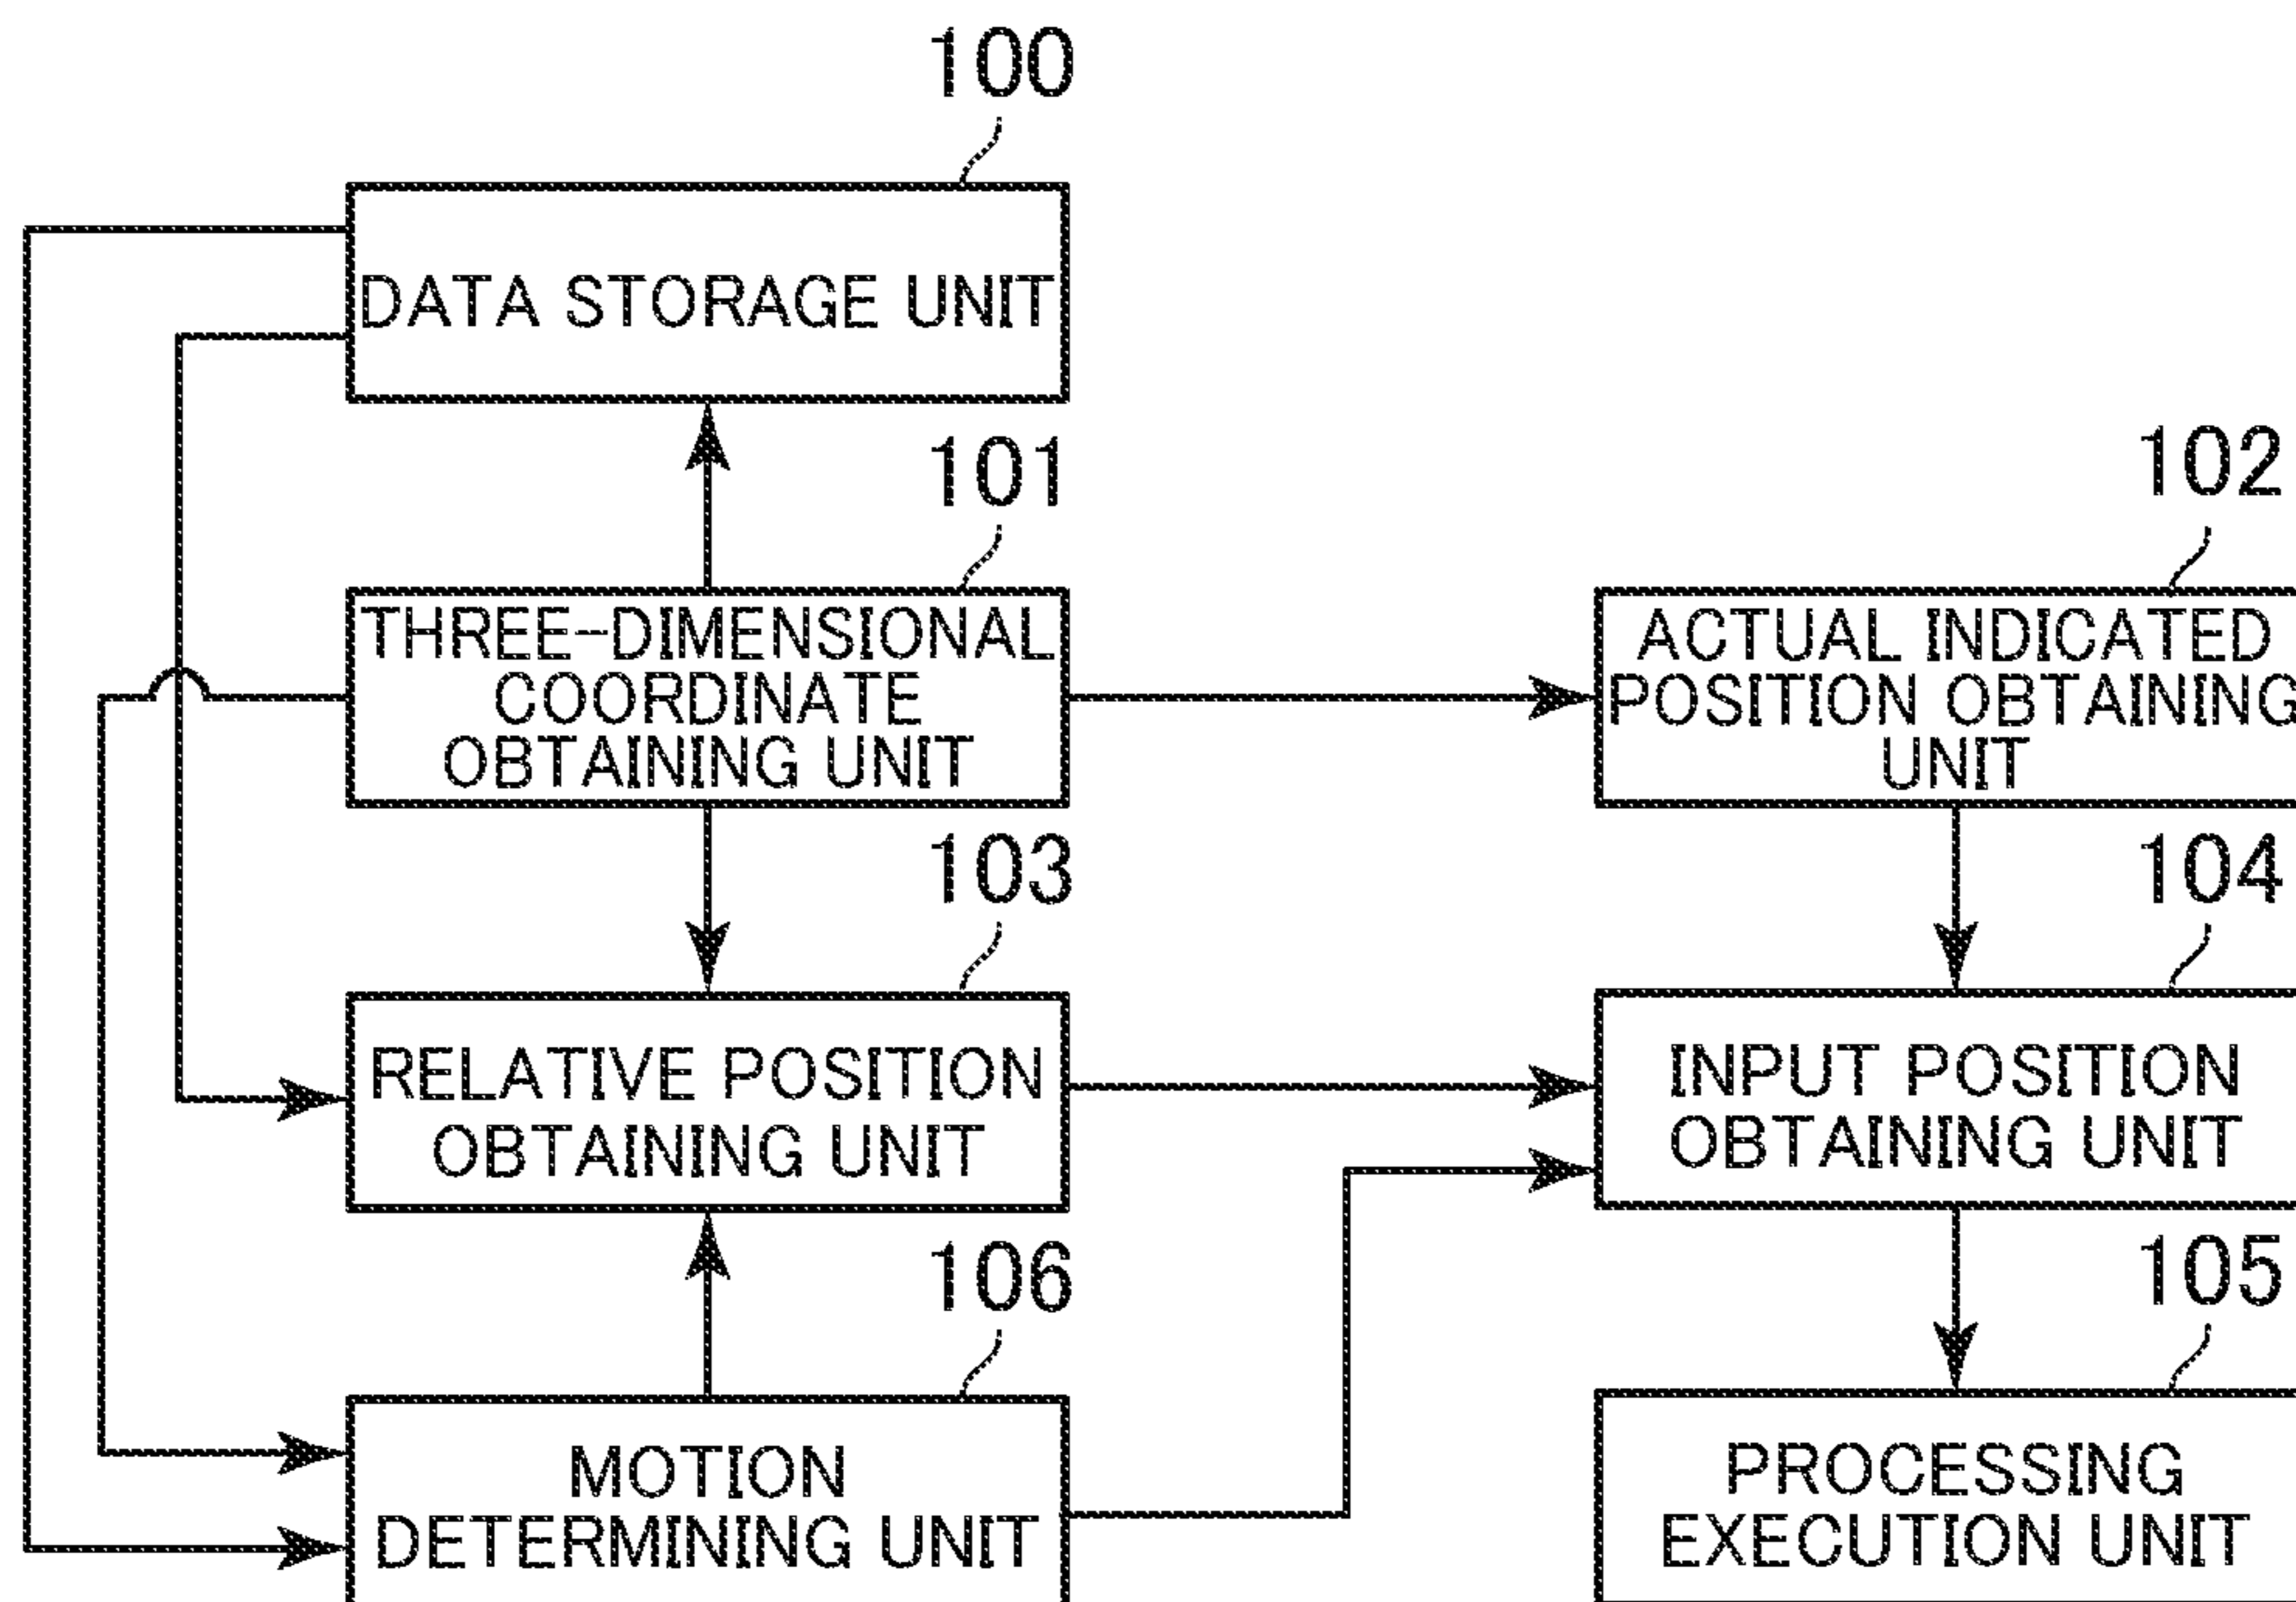 100
DATA STORAGE UNIT
101
THREE-DIMENSIONAL
COORDINATE
OBTAINING UNIT
102
ACTUAL INDICATED
POSITION OBTAINING
UNIT
103
RELATIVE POSITION
OBTAINING UNIT
104
INPUT POSITION
OBTAINING UNIT
106
MOTION
DETERMINING UNIT
105
PROCESSING
EXECUTION UNIT